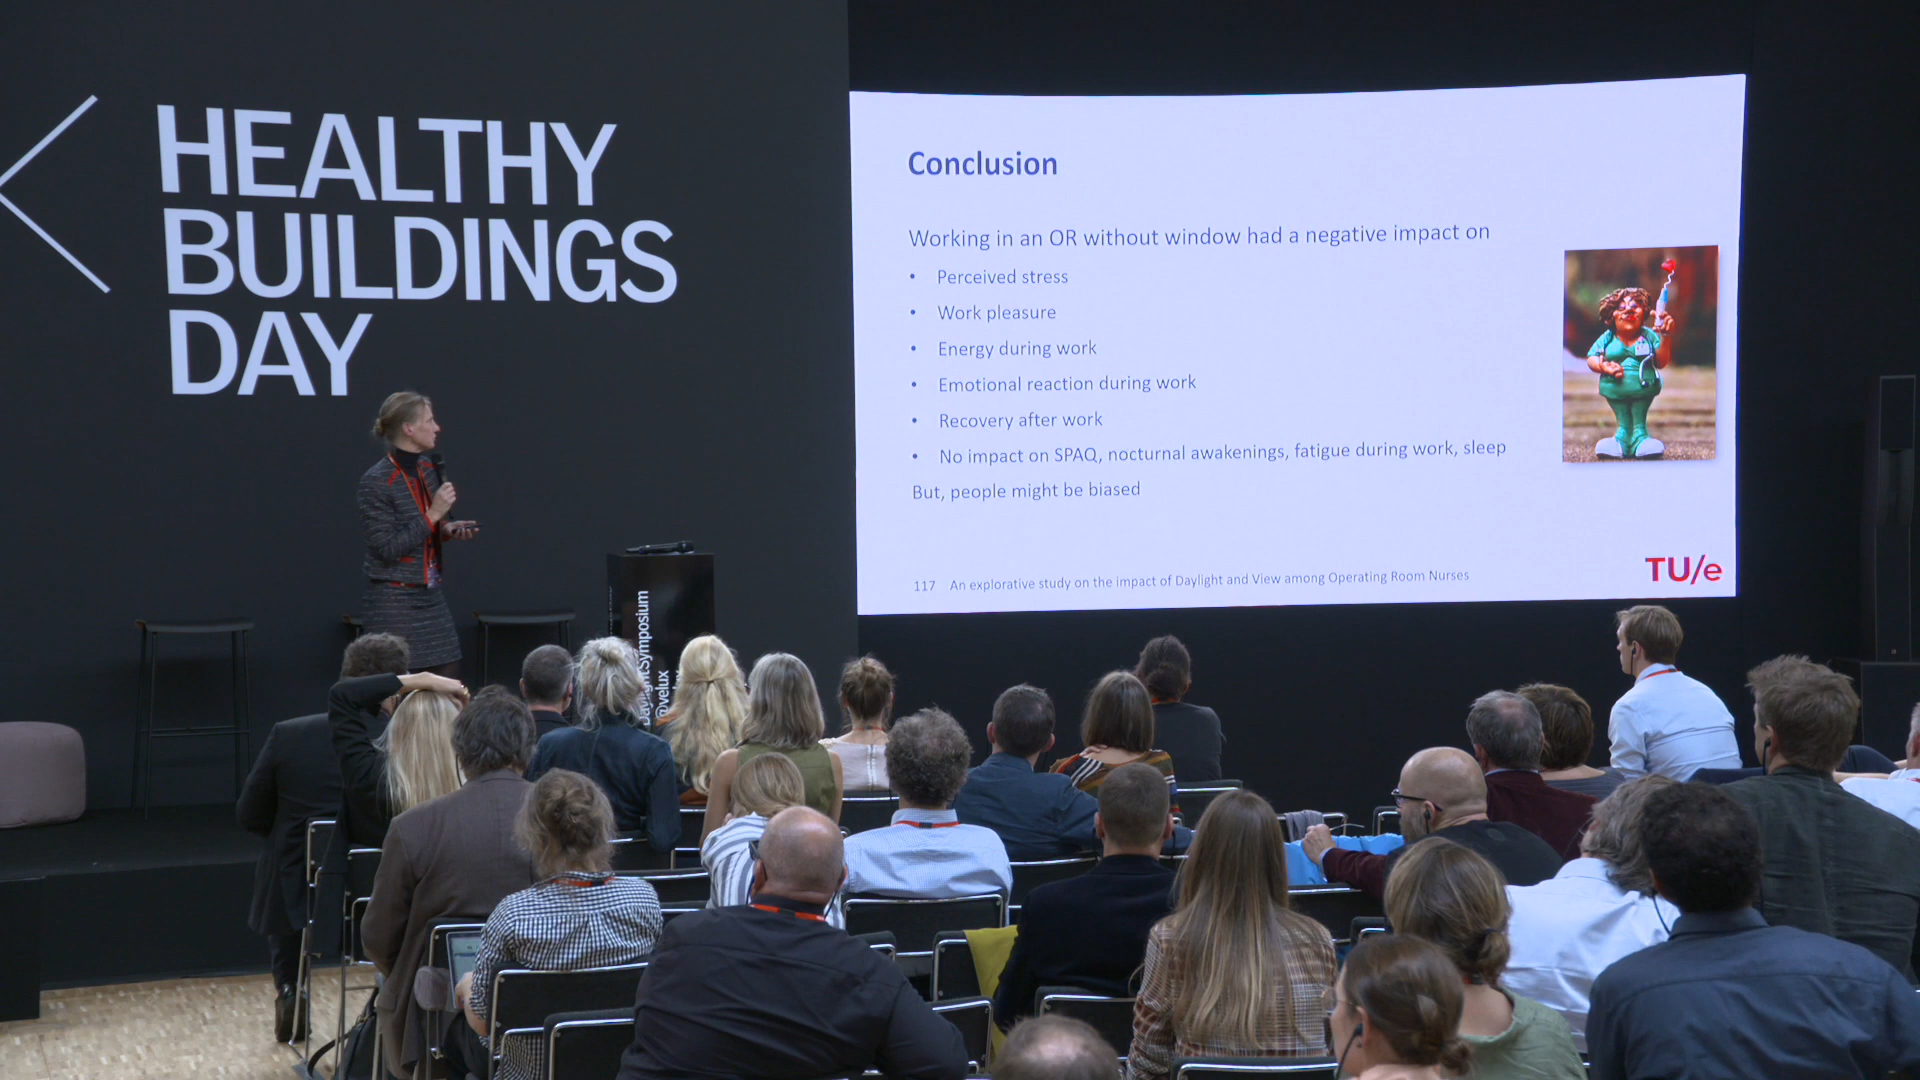 HEALTHY
BUILDINGS
DAY
Conclusion
Working in an OR without window had a negative impact on
• Perceived stress
• Work pleasure
• Energy during work
• Emotional reaction during work
• Recovery after work
• No impact on SPAQ, nocturnal awakenings, fatigue during work, sleep
But, people might be biased
117 An explorative study on the impact of Daylight and View among Operating Room Nurses
TU/e
DaylightSymposium
@velux